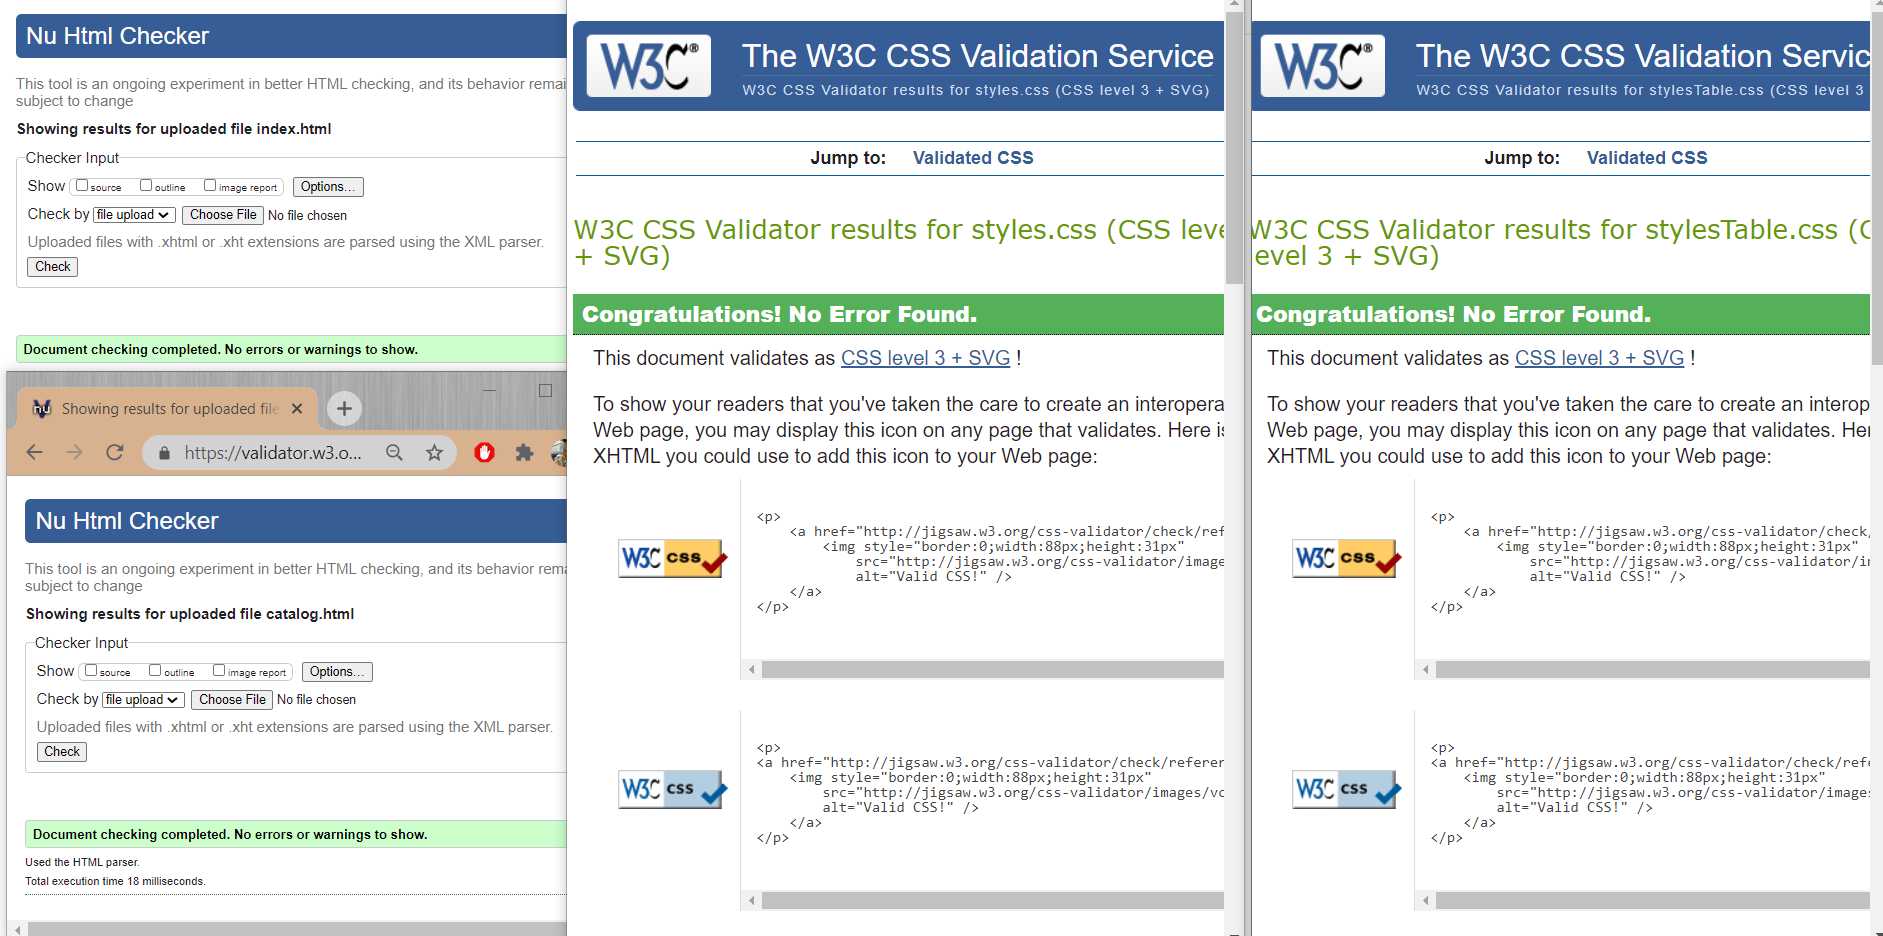 Nu Html Checker
This tool is an ongoing experiment in better HTML checking, and its behavior remai
subject to change
Showing results for uploaded file index.html
Checker Input
Show source outline image report Options...
Check by file upload Choose File No file chosen
Uploaded files with .xhtml or .xht extensions are parsed using the XML parser.
Check
Document checking completed. No errors or warnings to show.
nu Showing results for uploaded file
https://validator.w3.o...
Nu Html Checker
This tool is an ongoing experiment in better HTML checking, and its behavior rema
subject to change
Showing results for uploaded file catalog.html
Checker Input
Show source outline image report Options...
Check by file upload Choose File No file chosen
Uploaded files with .xhtml or .xht extensions are parsed using the XML parser.
Check
Document checking completed. No errors or warnings to show.
Used the HTML parser.
Total execution time 18 milliseconds.
W3C® The W3C CSS Validation Service
W3C CSS Validator results for styles.css (CSS level 3 + SVG)
Jump to: Validated CSS
W3C CSS Validator results for styles.css (CSS leve
+ SVG)
Congratulations! No Error Found.
This document validates as CSS level 3 + SVG !
To show your readers that you've taken the care to create an interopera
Web page, you may display this icon on any page that validates. Here is
XHTML you could use to add this icon to your Web page:
W3C css
<p>
<a href="http://jigsaw.w3.org/css-validator/check/ref
<img style="border:0;width:88px;height:31px"
src="http://jigsaw.w3.org/css-validator/image
alt="Valid CSS!" />
</a>
</p>
W3C css
<p>
<a href="http://jigsaw.w3.org/css-validator/check/refere
<img style="border:0;width:88px;height:31px"
src="http://jigsaw.w3.org/css-validator/images/vc
alt="Valid CSS!" />
</a>
</p>
W3C® The W3C CSS Validation Servic
W3C CSS Validator results for stylesTable.css (CSS level 3
Jump to: Validated CSS
W3C CSS Validator results for stylesTable.css (C
evel 3 + SVG)
Congratulations! No Error Found.
This document validates as CSS level 3 + SVG !
To show your readers that you've taken the care to create an interop
Web page, you may display this icon on any page that validates. Her
XHTML you could use to add this icon to your Web page:
W3C css
<p>
<a href="http://jigsaw.w3.org/css-validator/check/
<img style="border:0;width:88px;height:31px"
src="http://jigsaw.w3.org/css-validator/i
alt="Valid CSS!" />
</a>
</p>
W3C css
<p>
<a href="http://jigsaw.w3.org/css-validator/check/refe
<img style="border:0;width:88px;height:31px"
src="http://jigsaw.w3.org/css-validator/images
alt="Valid CSS!" />
</a>
</p>